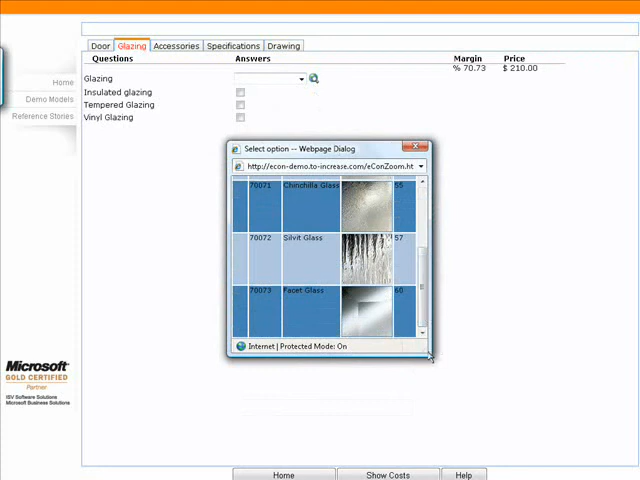 Door Glazing Accessories Specifications Drawing
Questions Answers Margin Price
% 70.73 $ 210.00
Glazing
Insulated glazing
Tempered Glazing
Vinyl Glazing
Home
Demo Models
Reference Stories
Select option -- Webpage Dialog
http://econ-demo.to-increase.com/eConZoom.ht
70071 Chinchilla Glass 55
70072 Silvit Glass 57
70073 Facet Glass 60
Internet | Protected Mode: On
Microsoft
GOLD CERTIFIED
Partner
ISV Software Solutions
Microsoft Business Solutions
Home Show Costs Help